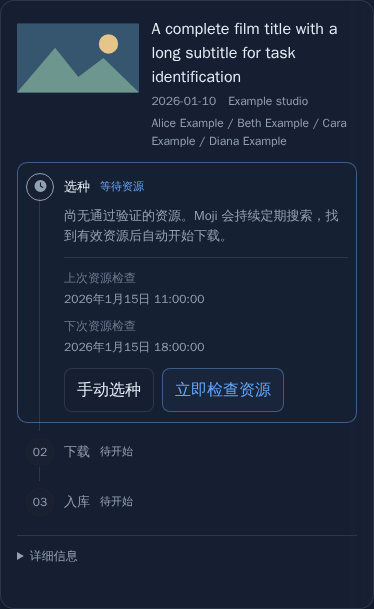 A complete film title with a
long subtitle for task
identification
2026-01-10 Example studio
Alice Example / Beth Example / Cara
Example / Diana Example
选种 等待资源
尚无通过验证的资源。Moji 会持续定期搜索，找
到有效资源后自动开始下载。
上次资源检查
2026年1月15日 11:00:00
下次资源检查
2026年1月15日 18:00:00
手动选种 立即检查资源
02 下载 待开始
03 入库 待开始
详细信息